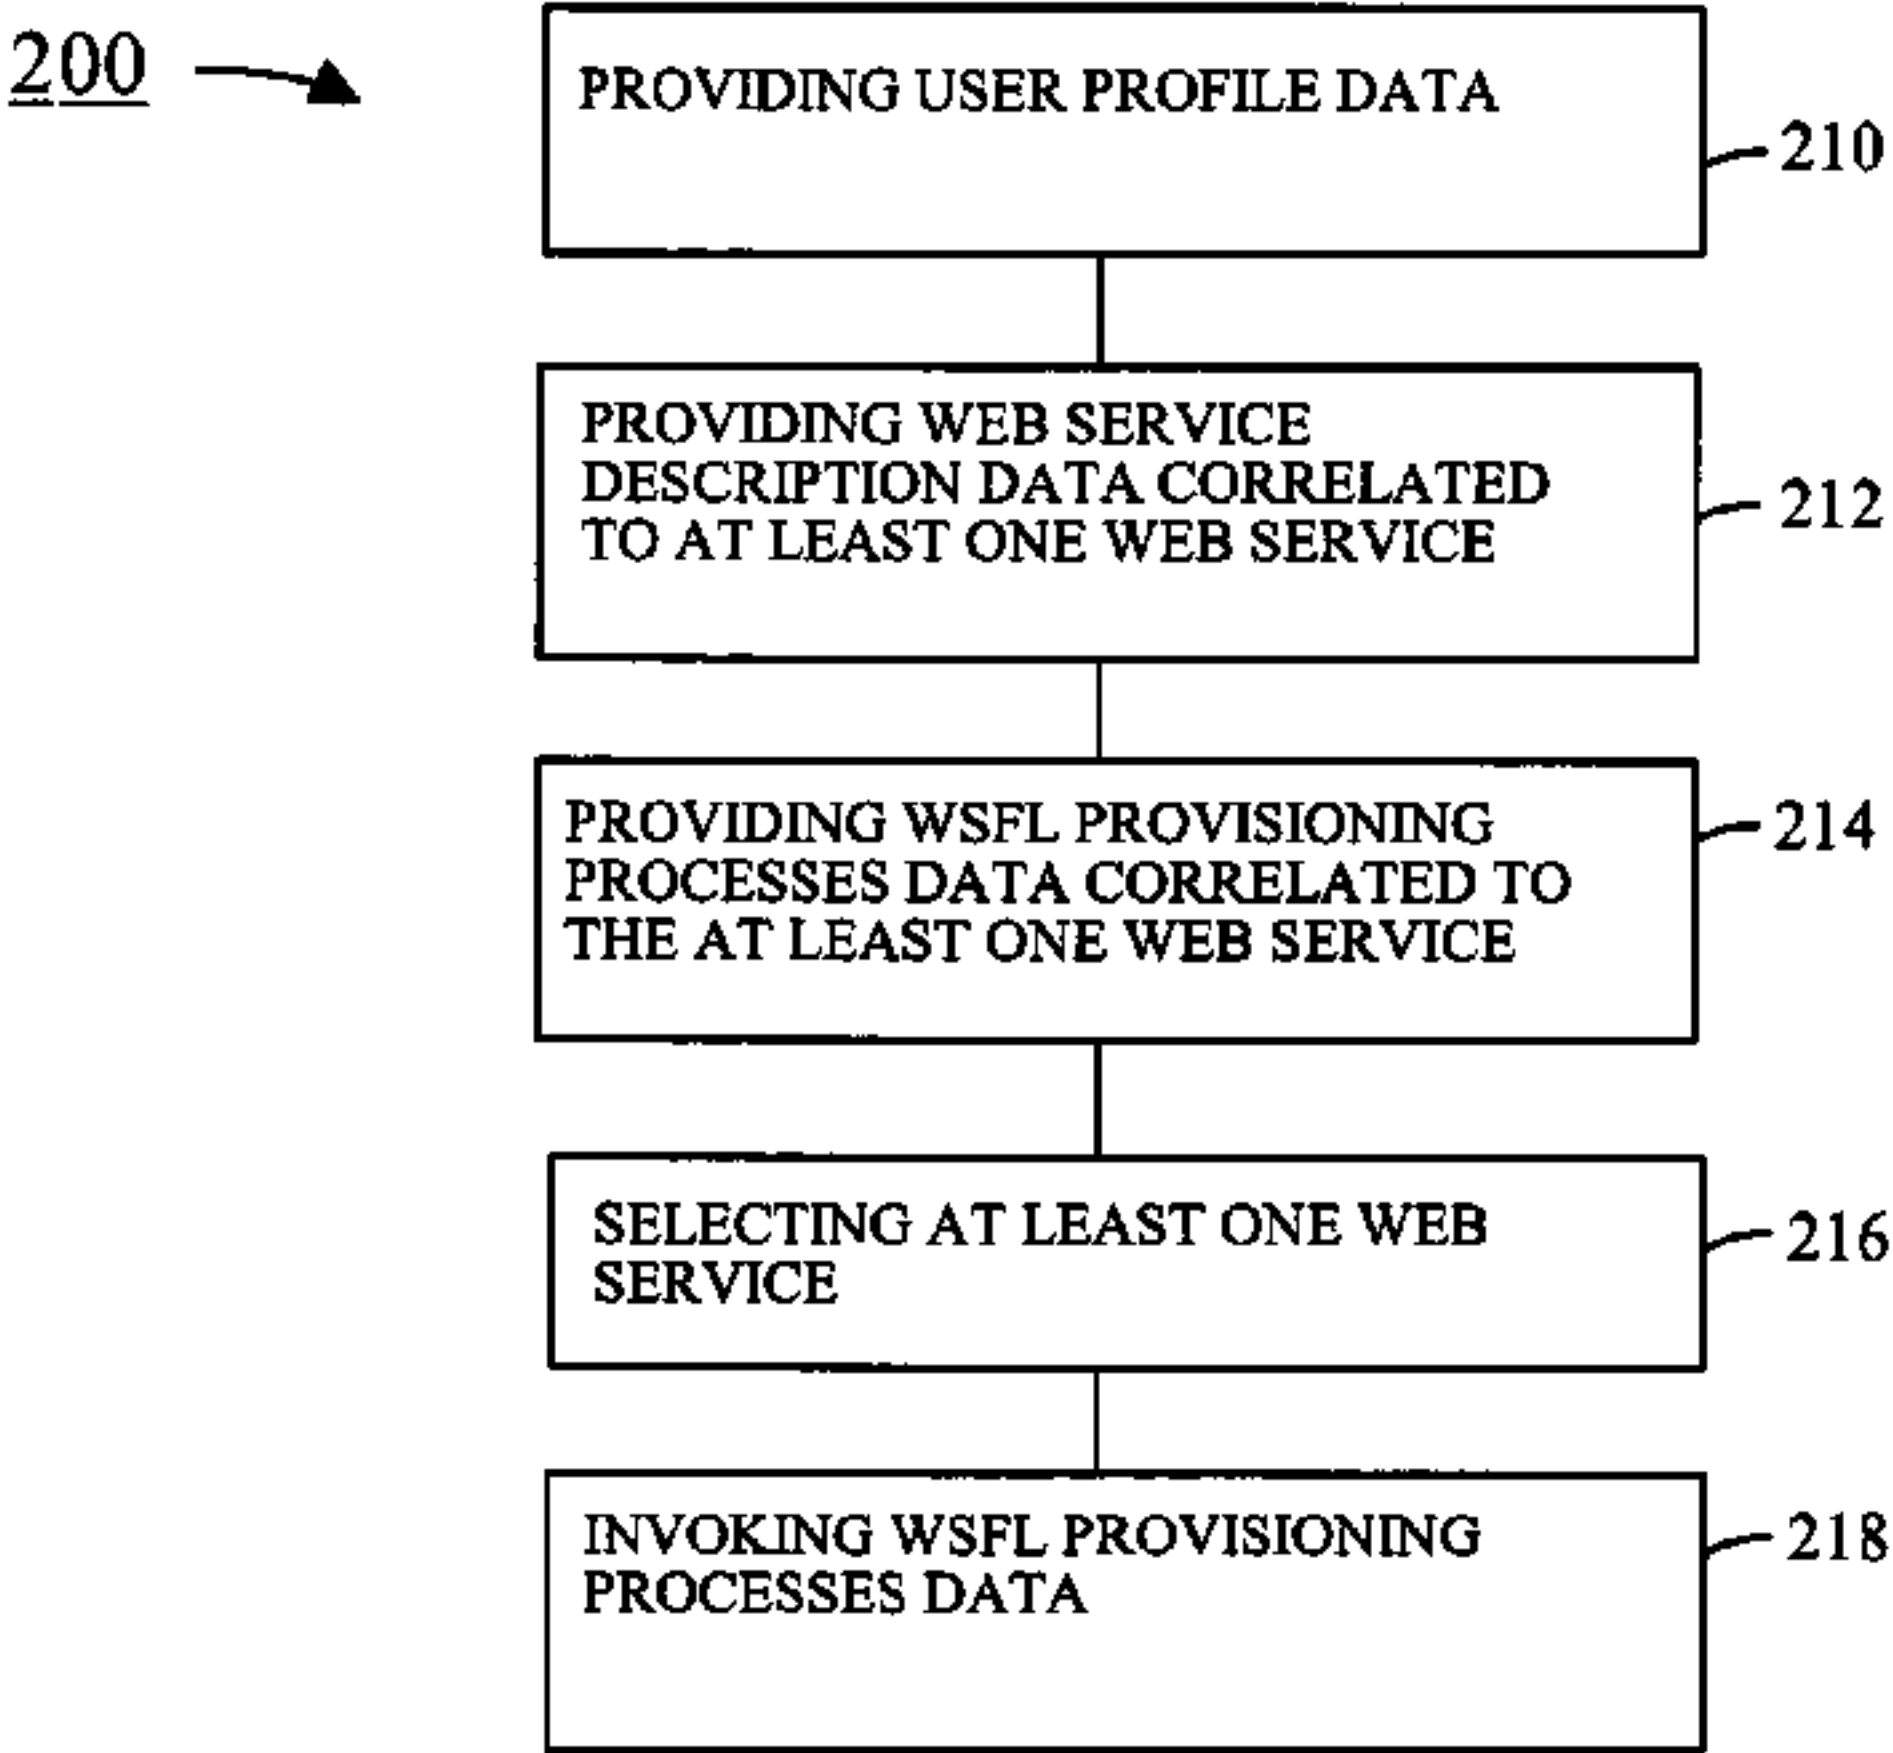 200
PROVIDING USER PROFILE DATA
210
PROVIDING WEB SERVICE
DESCRIPTION DATA CORRELATED
TO AT LEAST ONE WEB SERVICE
212
PROVIDING WSFL PROVISIONING
PROCESSES DATA CORRELATED TO
THE AT LEAST ONE WEB SERVICE
214
SELECTING AT LEAST ONE WEB
SERVICE
216
INVOKING WSFL PROVISIONING
PROCESSES DATA
218